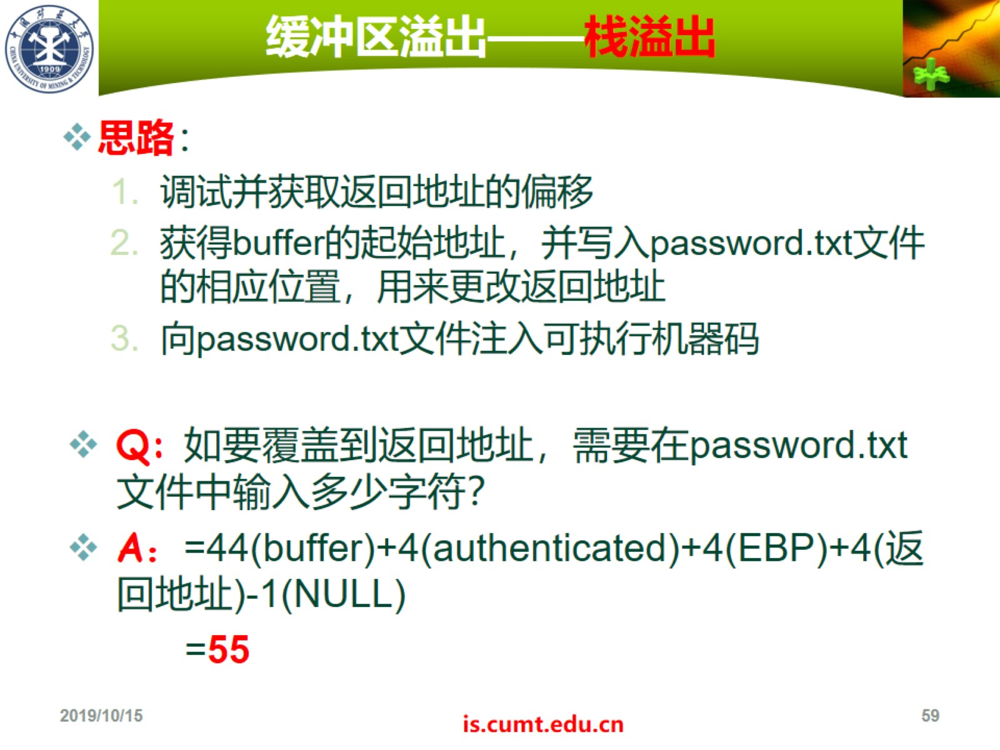 缓冲区溢出——栈溢出
中国矿业大学
CHINA UNIVERSITY OF MINING & TECHNOLOGY
1909
思路：
1. 调试并获取返回地址的偏移
2. 获得buffer的起始地址，并写入password.txt文件
的相应位置，用来更改返回地址
3. 向password.txt文件注入可执行机器码
Q：如要覆盖到返回地址，需要在password.txt
文件中输入多少字符？
A：=44(buffer)+4(authenticated)+4(EBP)+4(返
回地址)-1(NULL)
=55
2019/10/15
is.cumt.edu.cn
59